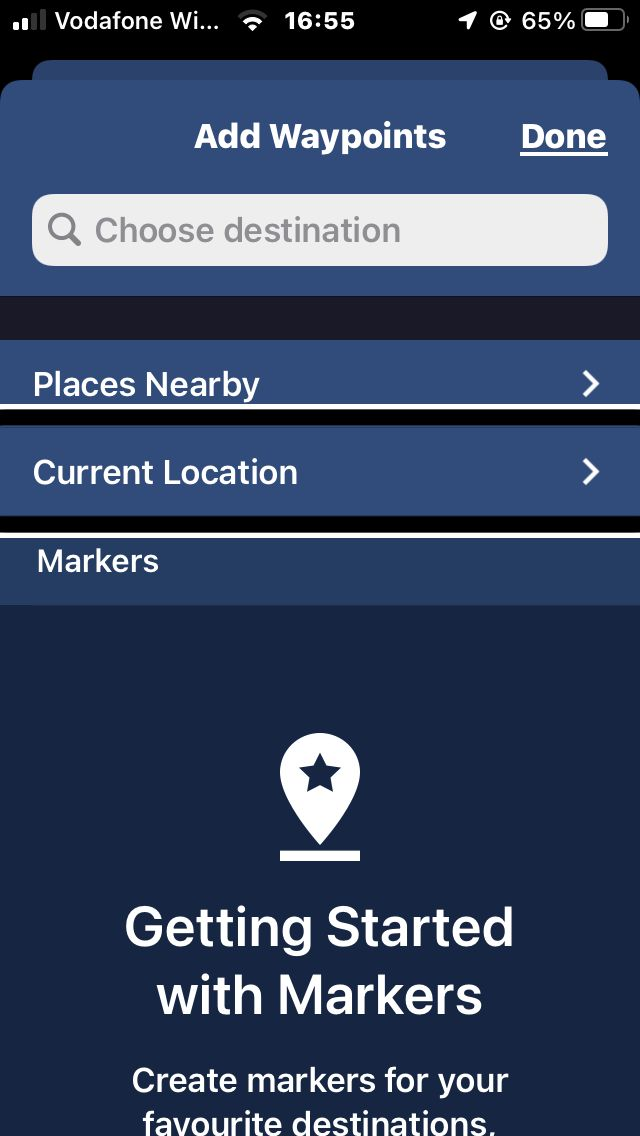 Vodafone Wi... 16:55 65%
Add Waypoints Done
Choose destination
Places Nearby
Current Location
Markers
Getting Started
with Markers
Create markers for your
favourite destinations,